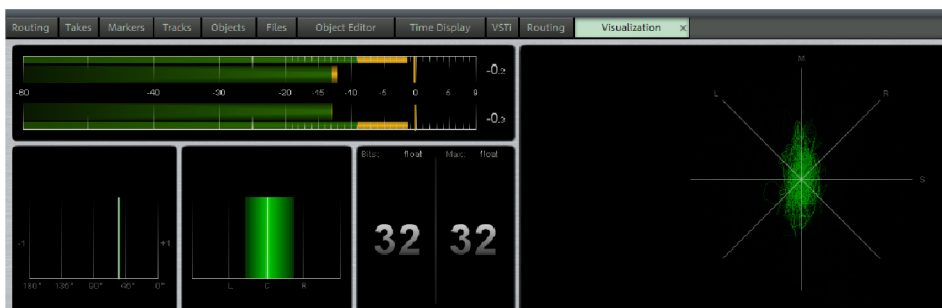 Routing Takes Markers Tracks Objects Files Object Editor Time Display VSTi Routing Visualization x
-0.2
-60 -40 -30 -20 -15 -10 -5 0 6 9
-0.2
M
L R
S
-1 +1
180° 135° 90° 45° 0°
L C R
Bits: float Max: float
32 32